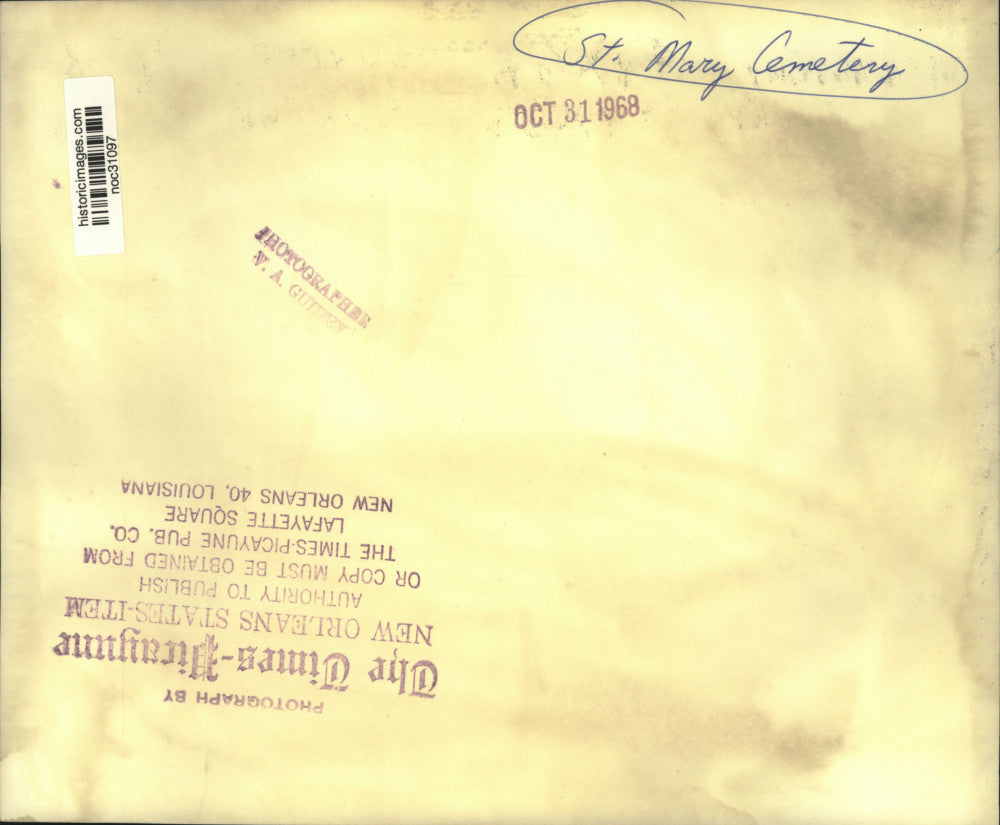 St. Mary Cemetery
OCT 31 1968
historicimages.com
noc31097
PHOTOGRAPHER
V. A. GUIDRY
PHOTOGRAPH BY
The Times-Picayune
NEW ORLEANS STATES-ITEM
AUTHORITY TO PUBLISH
OR COPY MUST BE OBTAINED FROM
THE TIMES-PICAYUNE PUB. CO.
LAFAYETTE SQUARE
NEW ORLEANS 40, LOUISIANA